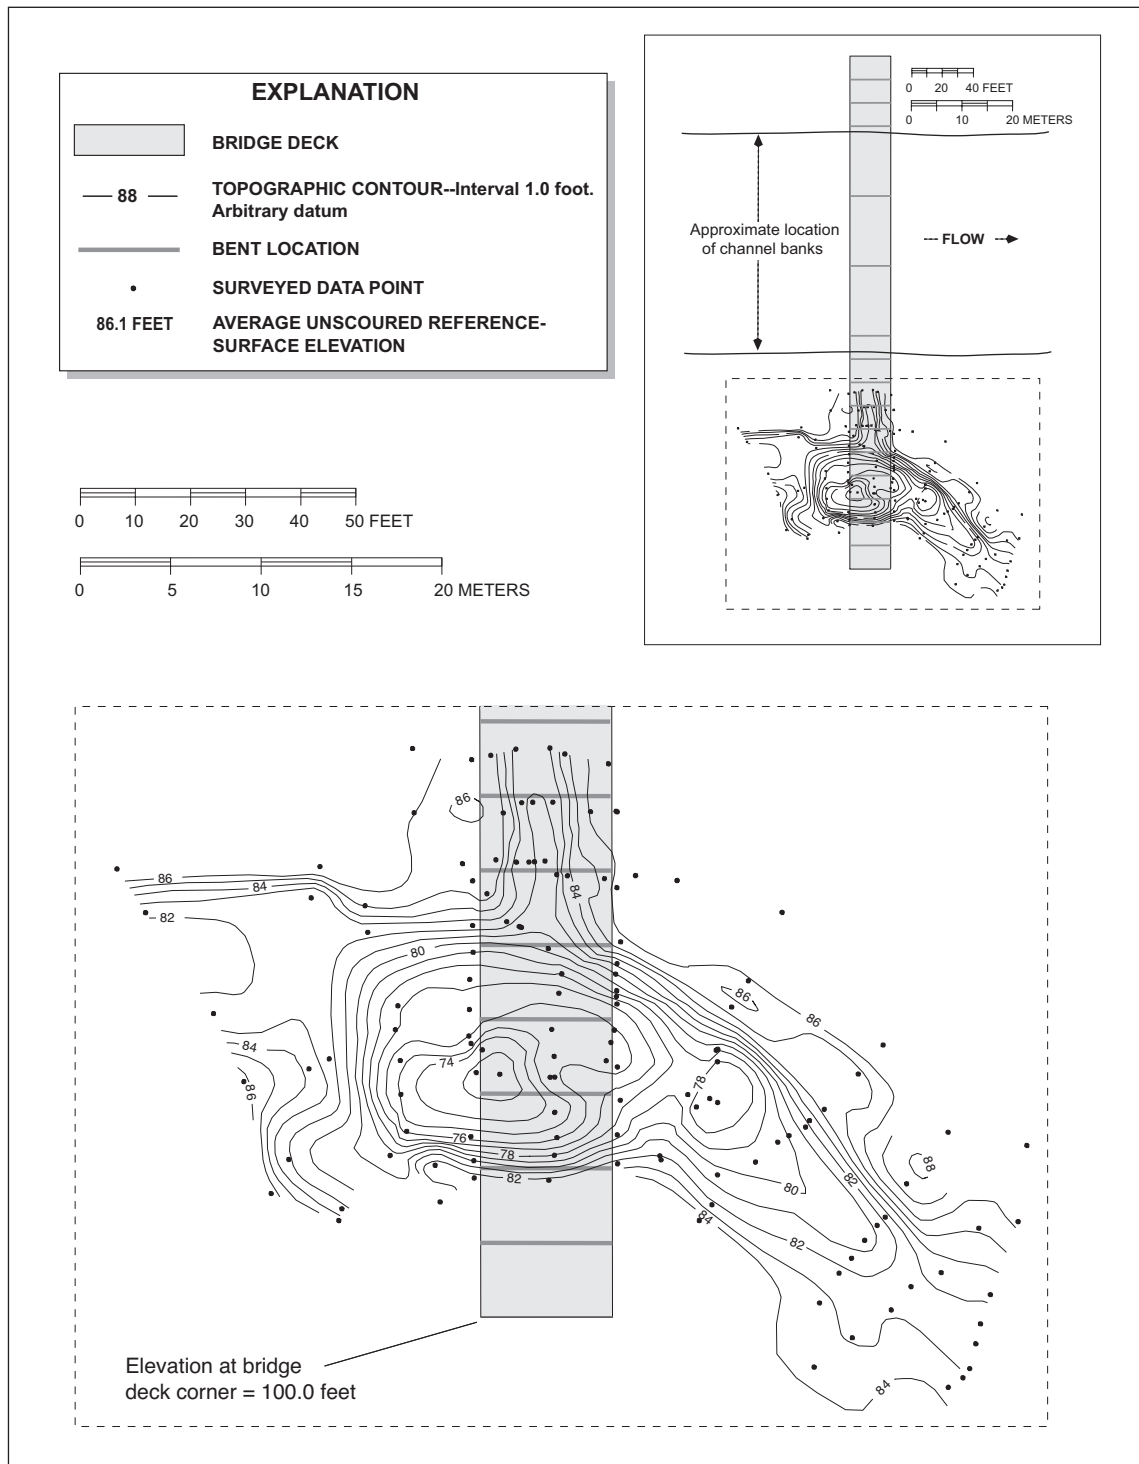 EXPLANATION
BRIDGE DECK
88
TOPOGRAPHIC CONTOUR--Interval 1.0 foot.
Arbitrary datum
BENT LOCATION
SURVEYED DATA POINT
86.1 FEET
AVERAGE UNSCOURED REFERENCE-
SURFACE ELEVATION
0 10 20 30 40 50 FEET
0 5 10 15 20 METERS
0 20 40 FEET
0 10 20 METERS
Approximate location
of channel banks
FLOW
86
86
84
84
82
80
86
86
84
86
74
78
76
78
82
88
80
82
84
82
84
Elevation at bridge
deck corner = 100.0 feet